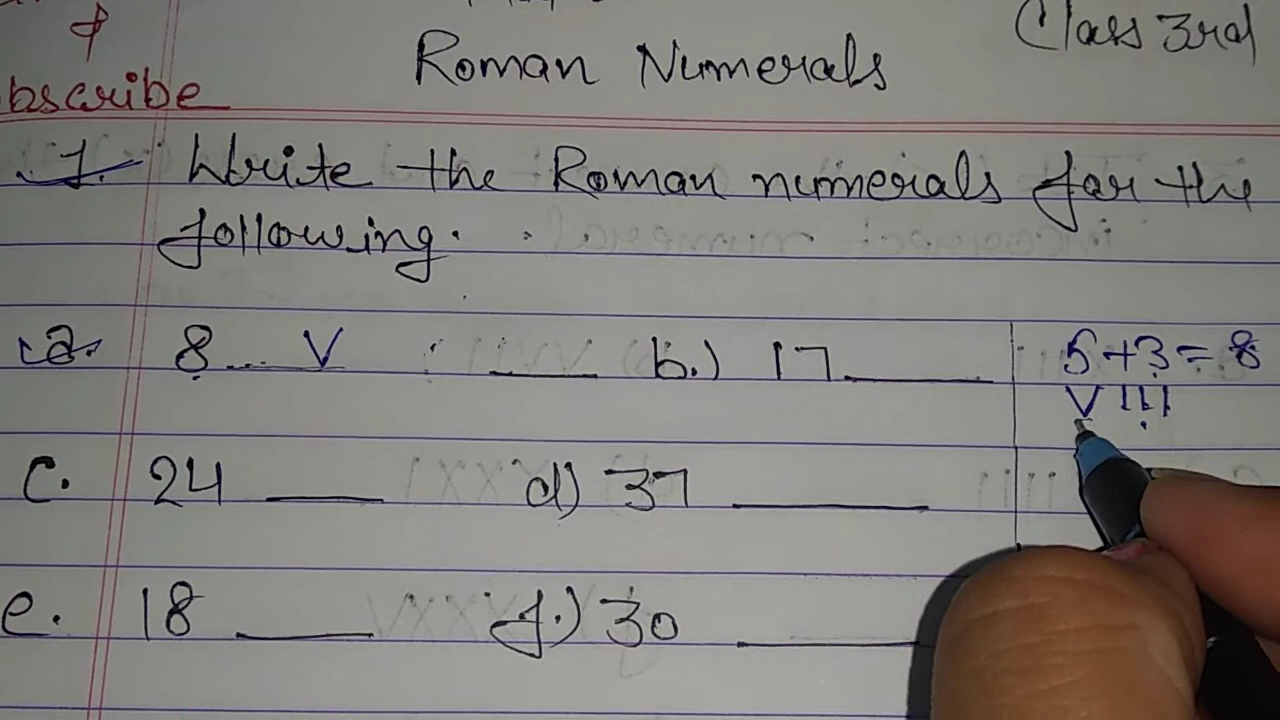 &
Roman Numerals
Class 3rd
bscribe
1. Write the Roman numerals for the
following.
a. 8 V b.) 17 5+3=8
V III
c. 24 d) 37
e. 18 f.) 30